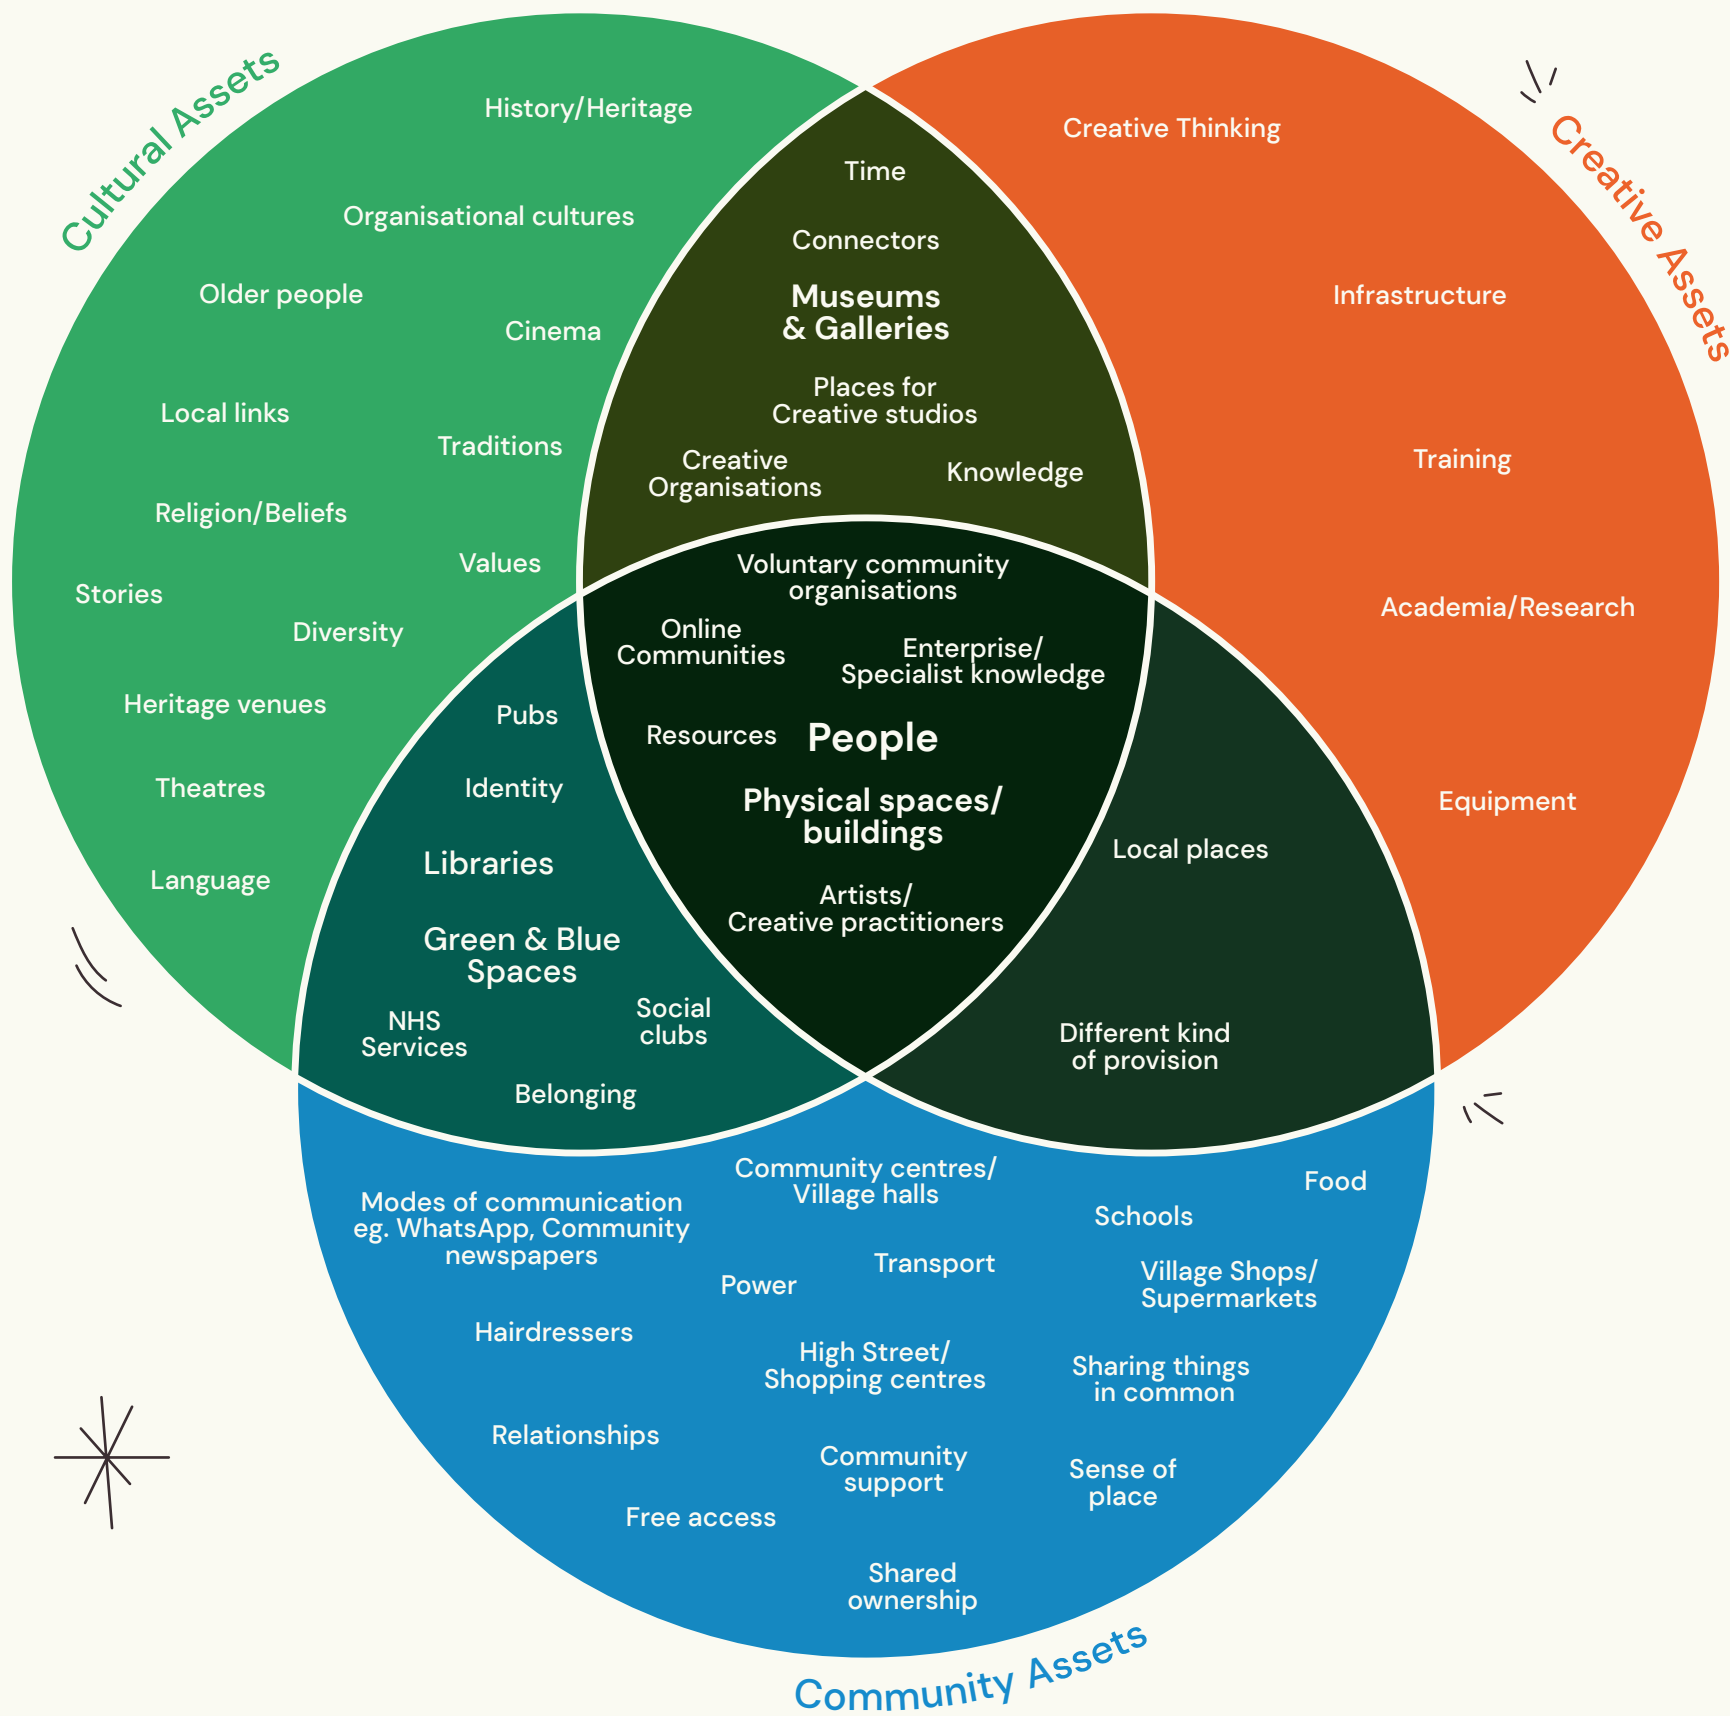 Cultural Assets
History/Heritage
Organisational cultures
Older people
Cinema
Local links
Traditions
Religion/Beliefs
Values
Stories
Diversity
Heritage venues
Theatres
Language
Time
Connectors
Museums
& Galleries
Places for
Creative studios
Creative
Organisations
Knowledge
Creative Assets
Creative Thinking
Infrastructure
Training
Academia/Research
Equipment
Voluntary community
organisations
Online
Communities
Enterprise/
Specialist knowledge
Resources
People
Physical spaces/
buildings
Artists/
Creative practitioners
Pubs
Identity
Libraries
Green & Blue
Spaces
NHS
Services
Social
clubs
Belonging
Local places
Different kind
of provision
Community centres/
Village halls
Food
Modes of communication
eg. WhatsApp, Community
newspapers
Schools
Transport
Power
Village Shops/
Supermarkets
Hairdressers
High Street/
Shopping centres
Sharing things
in common
Relationships
Community
support
Sense of
place
Free access
Shared
ownership
Community Assets